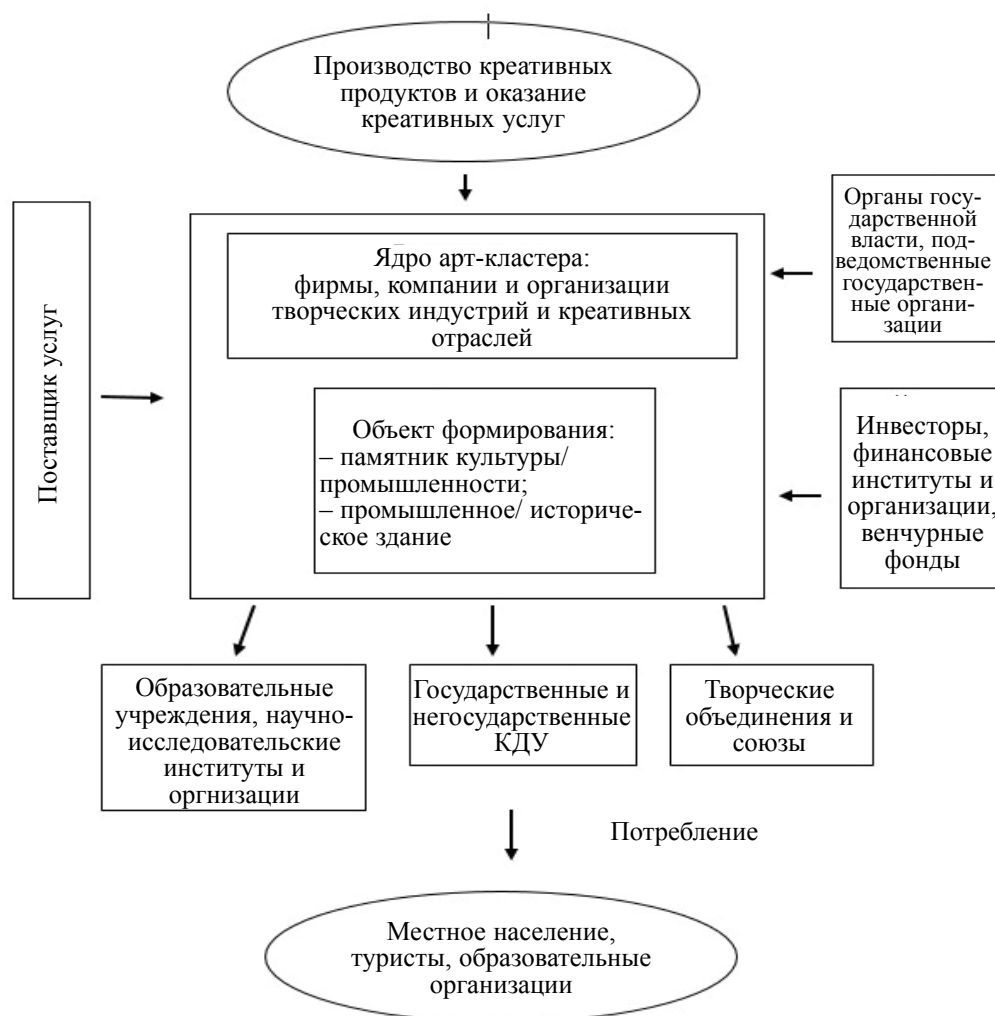 Производство креативных
продуктов и оказание
креативных услуг
Органы госу-
дарственной
власти, под-
ведомственные
государствен-
ные органи-
зации
Ядро арт-кластера:
фирмы, компании и организации
творческих индустрий и креативных
отраслей
Поставщик услуг
Объект формирования:
– памятник культуры/
промышленности;
– промышленное/ историче-
ское здание
Инвесторы,
финансовые
институты и
организации,
венчурные
фонды
Образовательные
учреждения, научно-
исследовательские
институты и
оргнизации
Государственные и
негосударственные
КДУ
Творческие
объединения и
союзы
Потребление
Местное население,
туристы, образовательные
организации